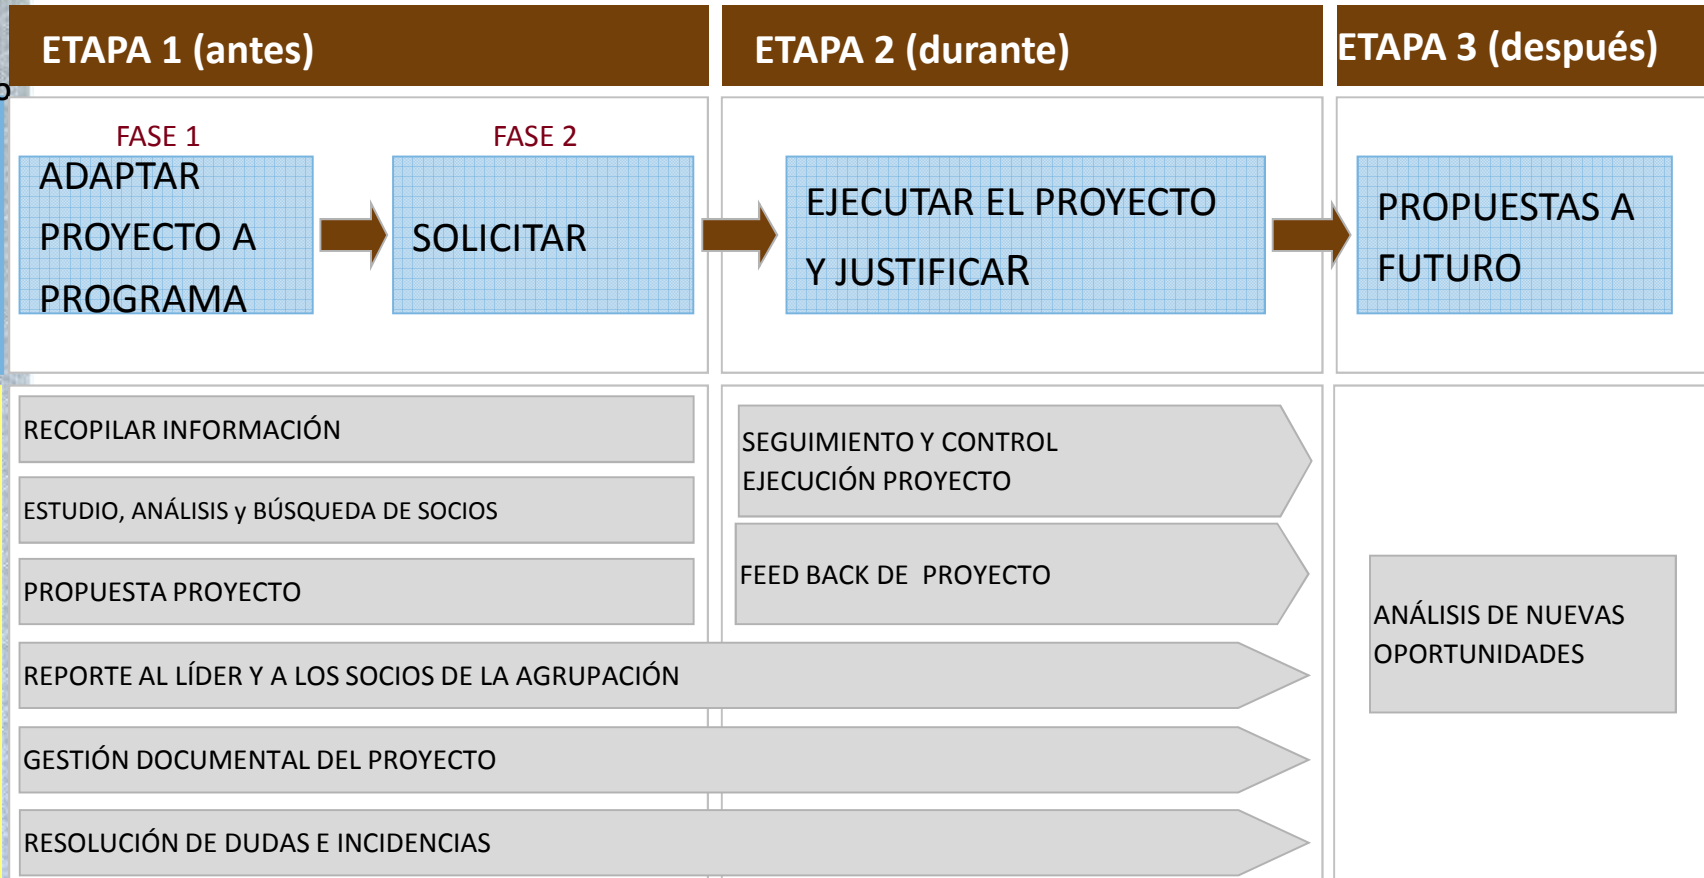 ETAPA 1 (antes)
ETAPA 2 (durante)
ETAPA 3 (después)
o
FASE 1
FASE 2
ADAPTAR
PROYECTO A
PROGRAMA
SOLICITAR
EJECUTAR EL PROYECTO
Y JUSTIFICAR
PROPUESTAS A
FUTURO
RECOPILAR INFORMACIÓN
ESTUDIO, ANÁLISIS y BÚSQUEDA DE SOCIOS
PROPUESTA PROYECTO
REPORTE AL LÍDER Y A LOS SOCIOS DE LA AGRUPACIÓN
GESTIÓN DOCUMENTAL DEL PROYECTO
RESOLUCIÓN DE DUDAS E INCIDENCIAS
SEGUIMIENTO Y CONTROL
EJECUCIÓN PROYECTO
FEED BACK DE PROYECTO
ANÁLISIS DE NUEVAS
OPORTUNIDADES